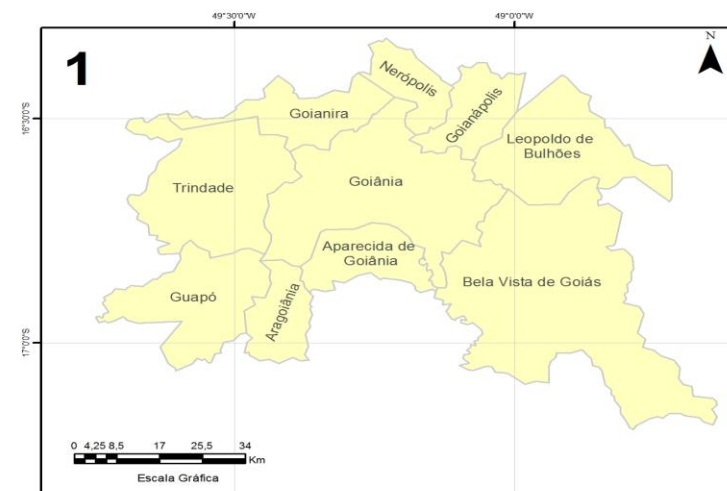 49°30'0"W
49°0'0"W
1
N
Nerópolis
Goianira
Goianápolis
16°30'0"S
Leopoldo de
Bulhões
Trindade
Goiânia
Aparecida de
Goiânia
Bela Vista de Goiás
Guapó
Aragoiânia
17°0'0"S
0 4,25 8,5 17 25,5 34
Km
Escala Gráfica